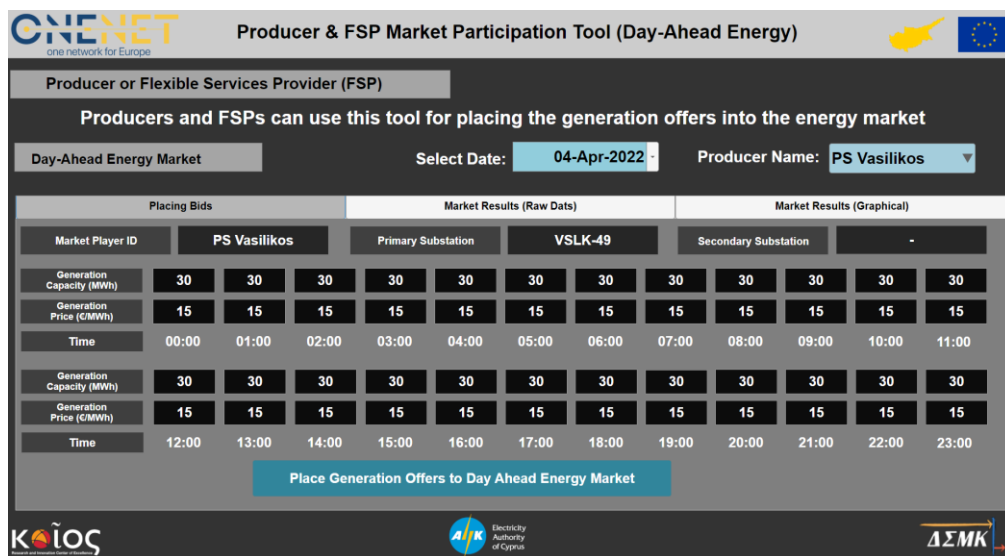 ONENET
one network for Europe
Producer & FSP Market Participation Tool (Day-Ahead Energy)
Producer or Flexible Services Provider (FSP)
Producers and FSPs can use this tool for placing the generation offers into the energy market
Day-Ahead Energy Market Select Date: 04-Apr-2022 Producer Name: PS Vasilikos
Placing Bids Market Results (Raw Dats) Market Results (Graphical)
Market Player ID PS Vasilikos Primary Substation VSLK-49 Secondary Substation -
Generation
Capacity (MWh) 30 30 30 30 30 30 30 30 30 30 30 30
Generation
Price (€/MWh) 15 15 15 15 15 15 15 15 15 15 15 15
Time 00:00 01:00 02:00 03:00 04:00 05:00 06:00 07:00 08:00 09:00 10:00 11:00
Generation
Capacity (MWh) 30 30 30 30 30 30 30 30 30 30 30 30
Generation
Price (€/MWh) 15 15 15 15 15 15 15 15 15 15 15 15
Time 12:00 13:00 14:00 15:00 16:00 17:00 18:00 19:00 20:00 21:00 22:00 23:00
Place Generation Offers to Day Ahead Energy Market
κοῖος
Research and Innovation Center of Excellence
ΑΗΚ
Electricity
Authority
of Cyprus
ΔΣΜΚ